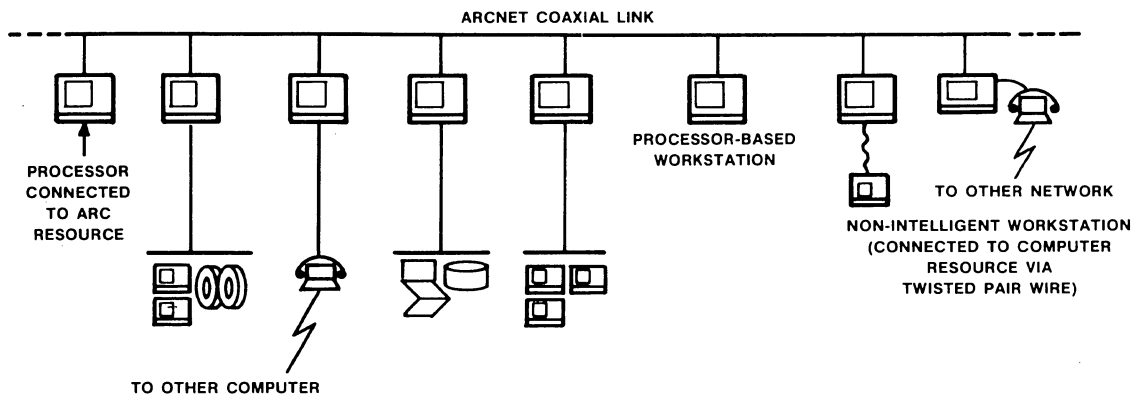 ARCNET COAXIAL LINK
PROCESSOR
CONNECTED
TO ARC
RESOURCE
PROCESSOR-BASED
WORKSTATION
TO OTHER NETWORK
NON-INTELLIGENT WORKSTATION
(CONNECTED TO COMPUTER
RESOURCE VIA
TWISTED PAIR WIRE)
TO OTHER COMPUTER